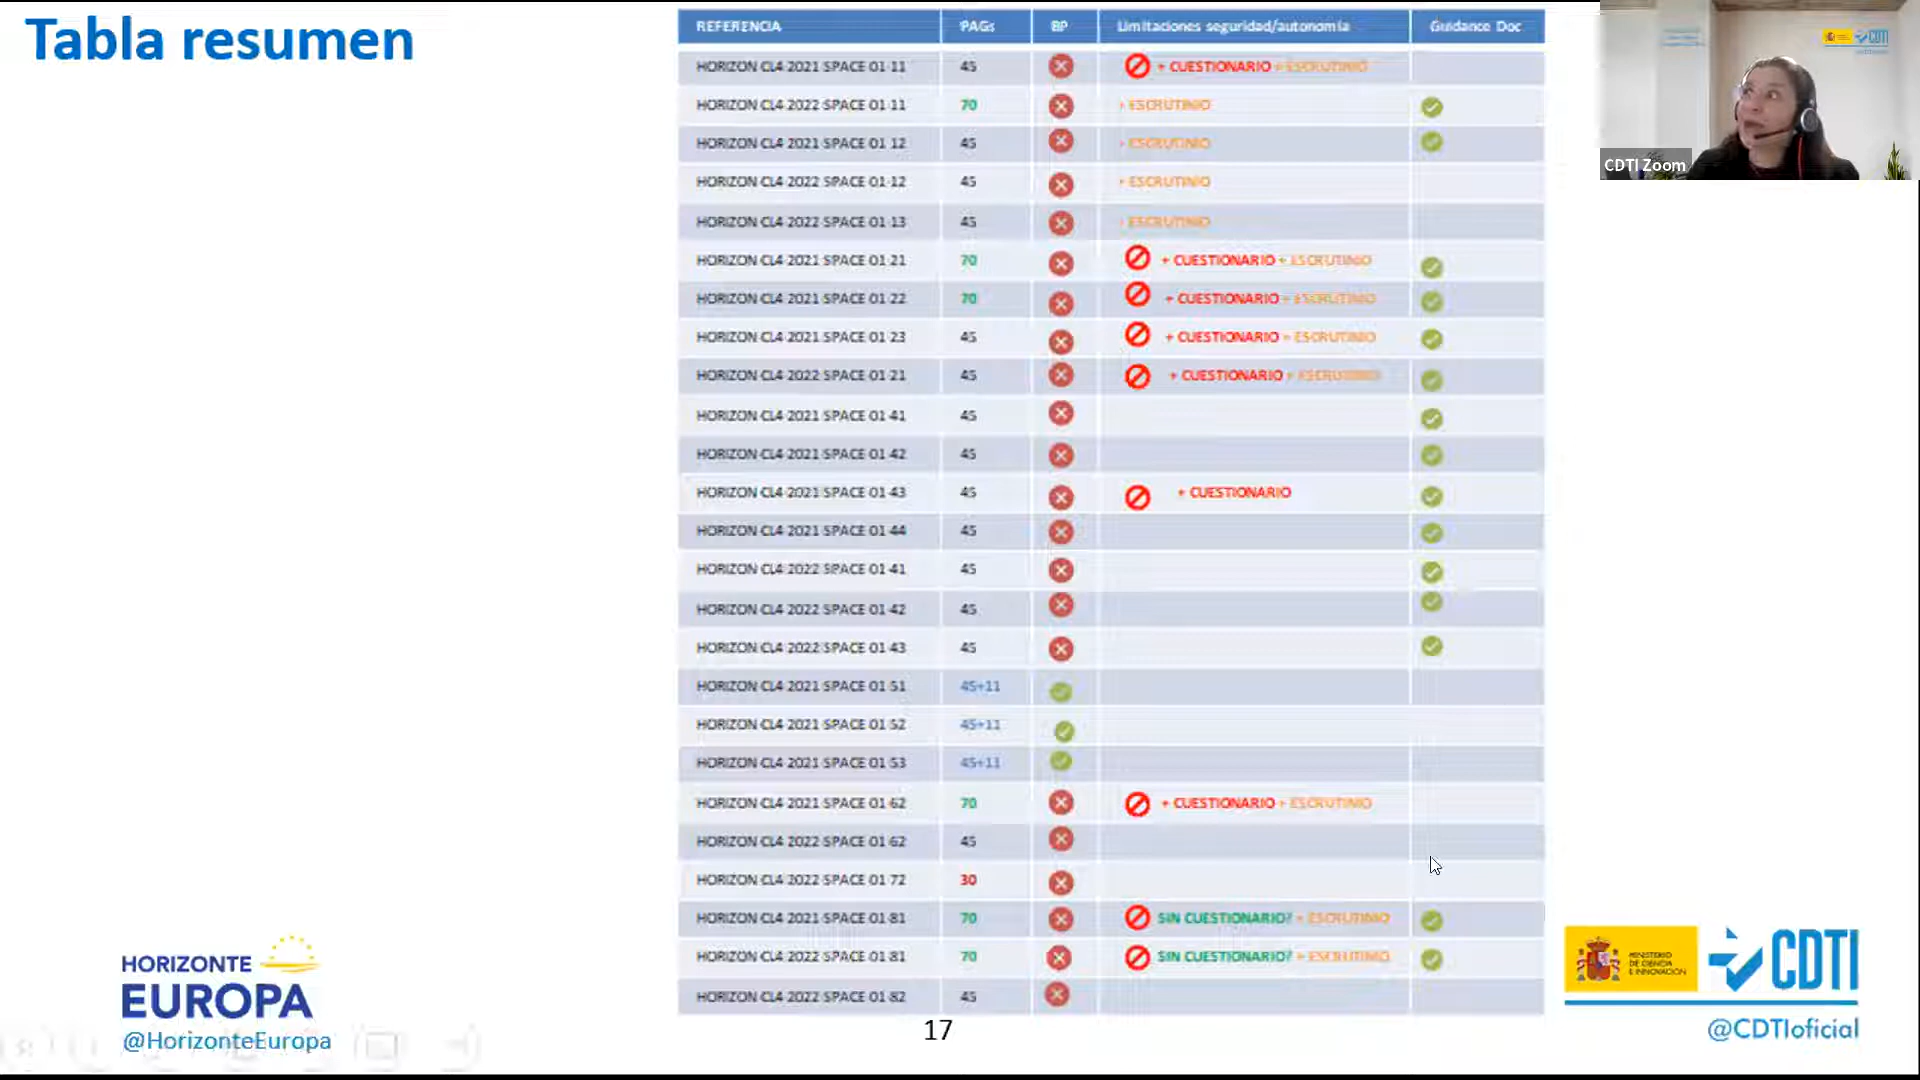 Tabla resumen
REFERENCIA PAGs BP Limitaciones seguridad/autonomía Guidance Doc
HORIZON CL4 2021 SPACE 01 11 45 + CUESTIONARIO + ESCRUTINIO
HORIZON CL4 2022 SPACE 01 11 70 + ESCRUTINIO
HORIZON CL4 2021 SPACE 01 12 45 + ESCRUTINIO
HORIZON CL4 2022 SPACE 01 12 45 + ESCRUTINIO
HORIZON CL4 2022 SPACE 01 13 45 + ESCRUTINIO
HORIZON CL4 2021 SPACE 01 21 70 + CUESTIONARIO + ESCRUTINIO
HORIZON CL4 2021 SPACE 01 22 70 + CUESTIONARIO + ESCRUTINIO
HORIZON CL4 2021 SPACE 01 23 45 + CUESTIONARIO + ESCRUTINIO
HORIZON CL4 2022 SPACE 01 21 45 + CUESTIONARIO + ESCRUTINIO
HORIZON CL4 2021 SPACE 01 41 45
HORIZON CL4 2021 SPACE 01 42 45
HORIZON CL4 2021 SPACE 01 43 45 + CUESTIONARIO
HORIZON CL4 2021 SPACE 01 44 45
HORIZON CL4 2022 SPACE 01 41 45
HORIZON CL4 2022 SPACE 01 42 45
HORIZON CL4 2022 SPACE 01 43 45
HORIZON CL4 2021 SPACE 01 51 45+11
HORIZON CL4 2021 SPACE 01 52 45+11
HORIZON CL4 2021 SPACE 01 53 45+11
HORIZON CL4 2021 SPACE 01 62 70 + CUESTIONARIO + ESCRUTINIO
HORIZON CL4 2022 SPACE 01 62 45
HORIZON CL4 2022 SPACE 01 72 30
HORIZON CL4 2021 SPACE 01 81 70 SIN CUESTIONARIO? + ESCRUTINIO
HORIZON CL4 2022 SPACE 01 81 70 SIN CUESTIONARIO? + ESCRUTINIO
HORIZON CL4 2022 SPACE 01 82 45
CDTI
CDTI Zoom
HORIZONTE
EUROPA
@HorizonteEuropa
17
MINISTERIO
DE CIENCIA
E INNOVACIÓN
CDTI
@CDTIoficial